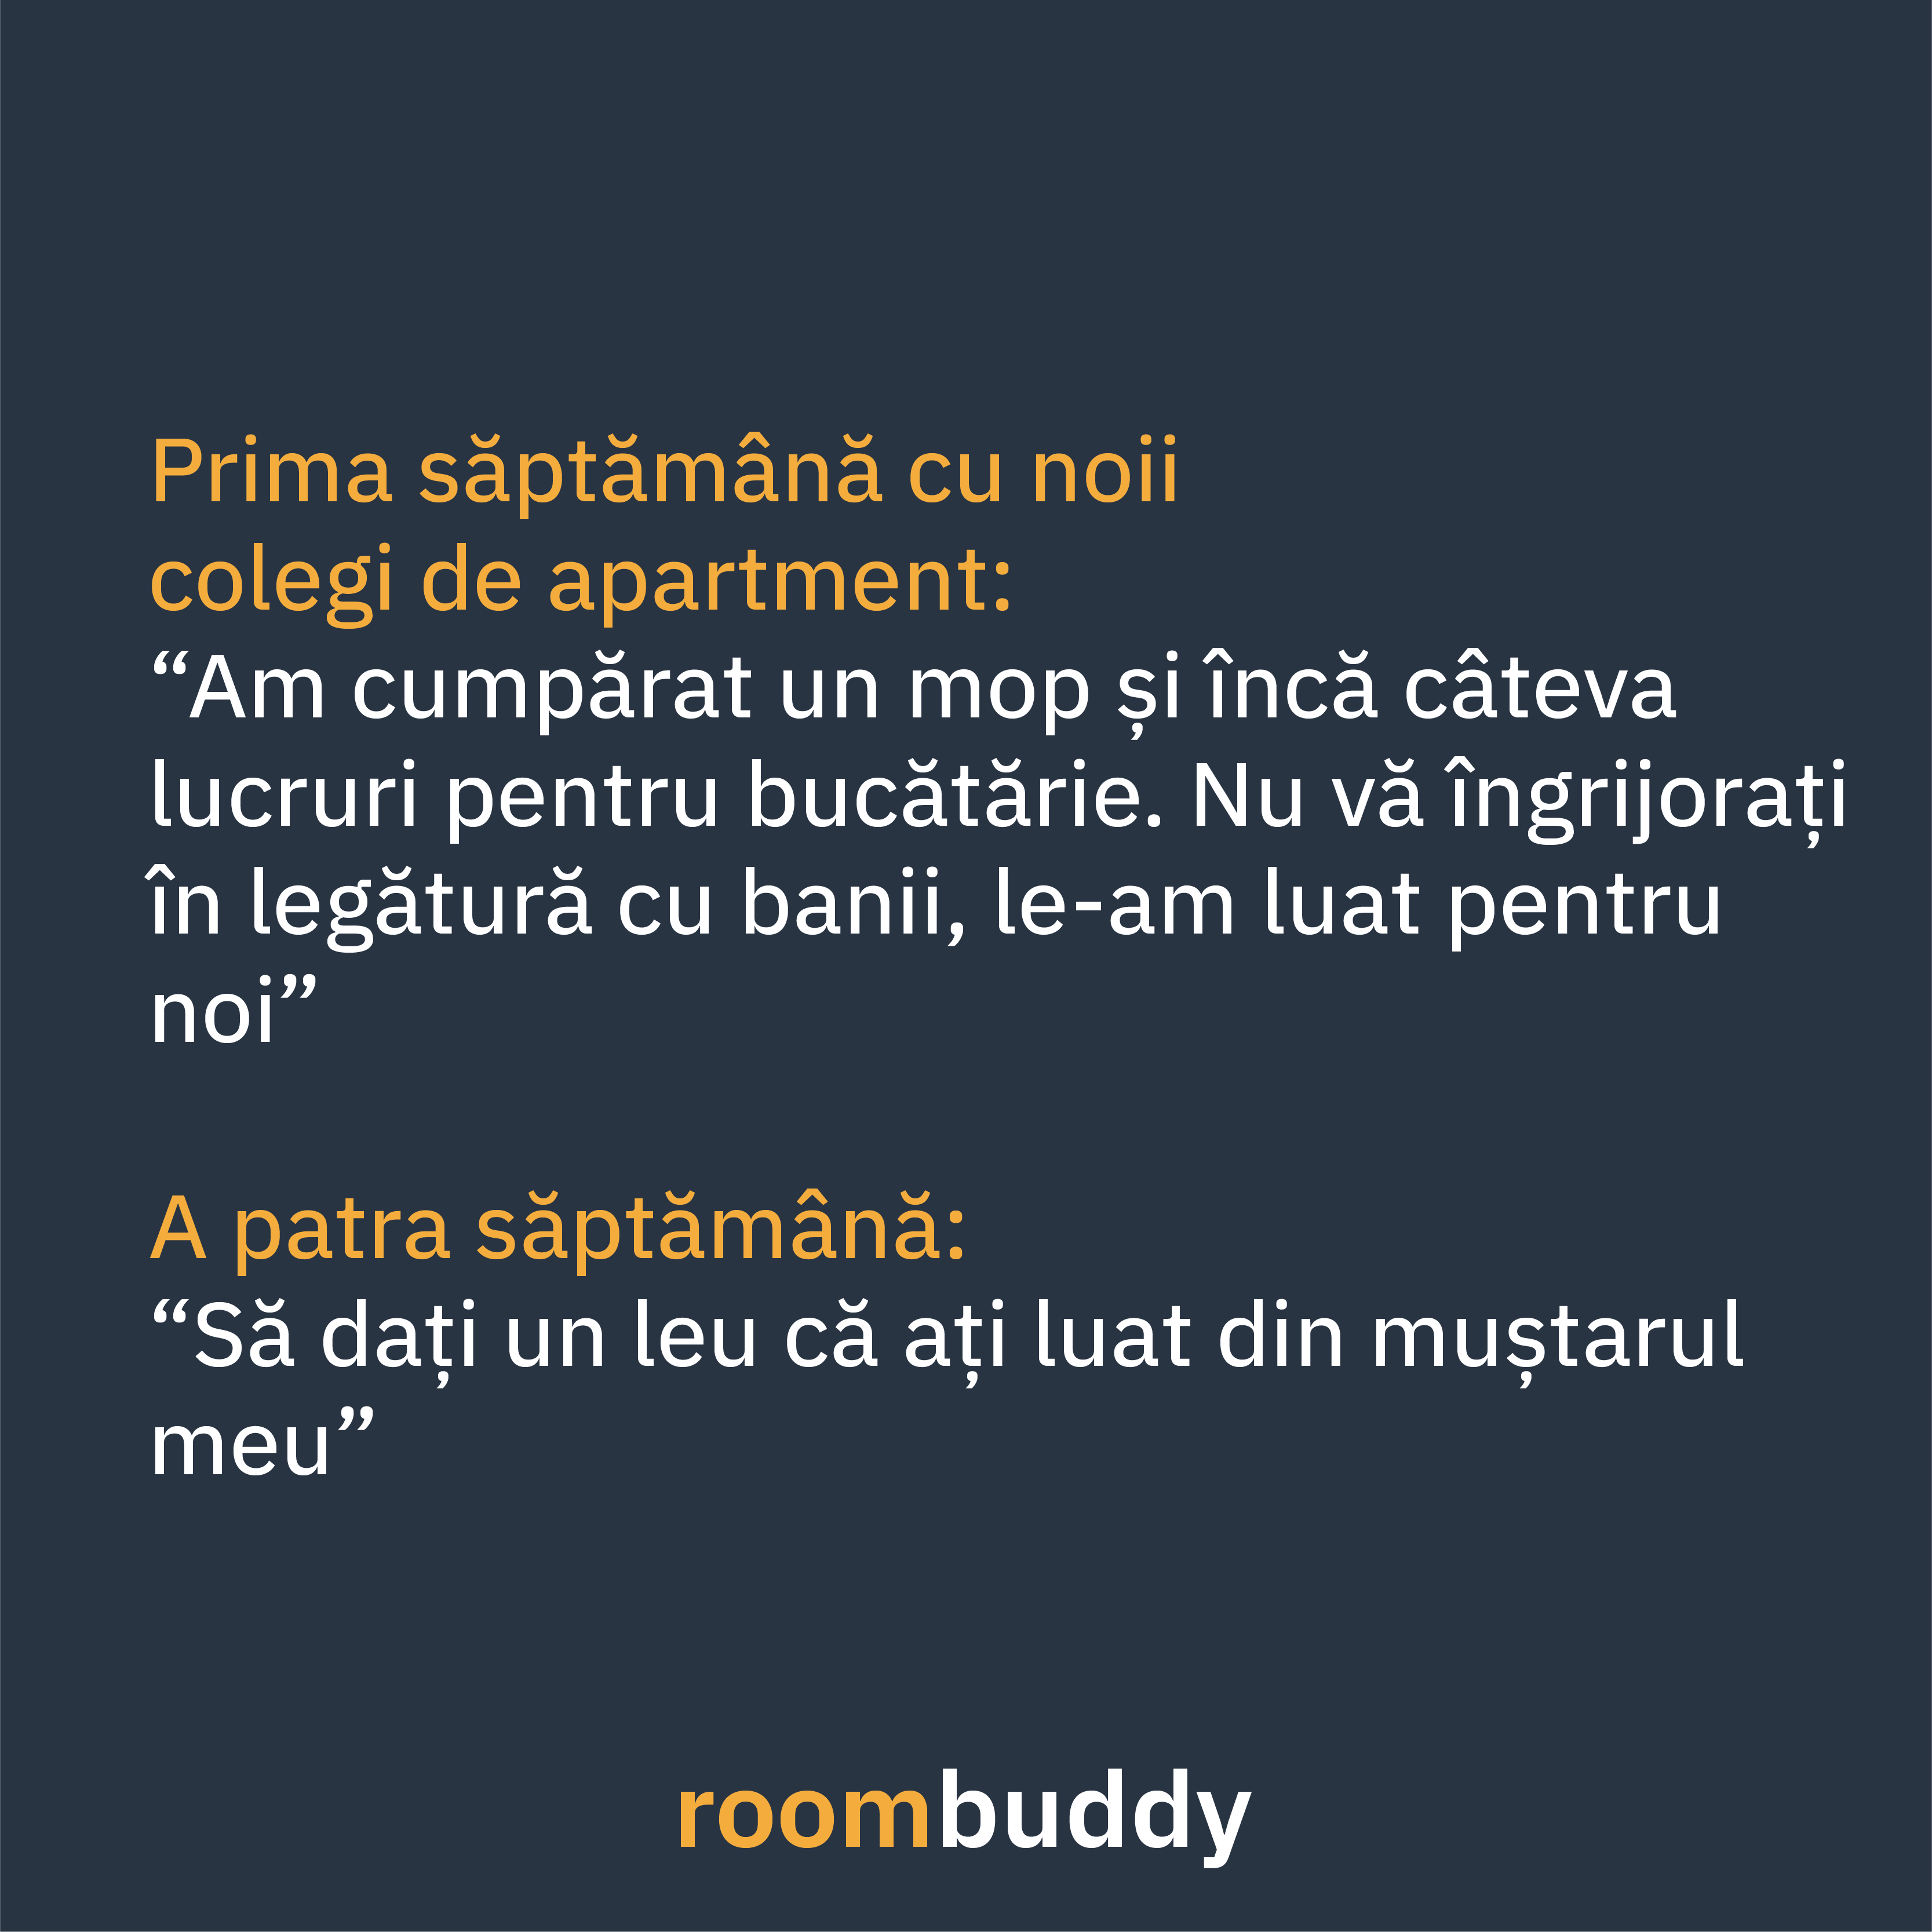 Prima săptămână cu noii
colegi de apartment:
“Am cumpărat un mop și încă câteva
lucruri pentru bucătărie. Nu vă îngrijorați
în legătură cu banii, le-am luat pentru
noi”
A patra săptămână:
“Să dați un leu că ați luat din muștarul
meu”
roombuddy